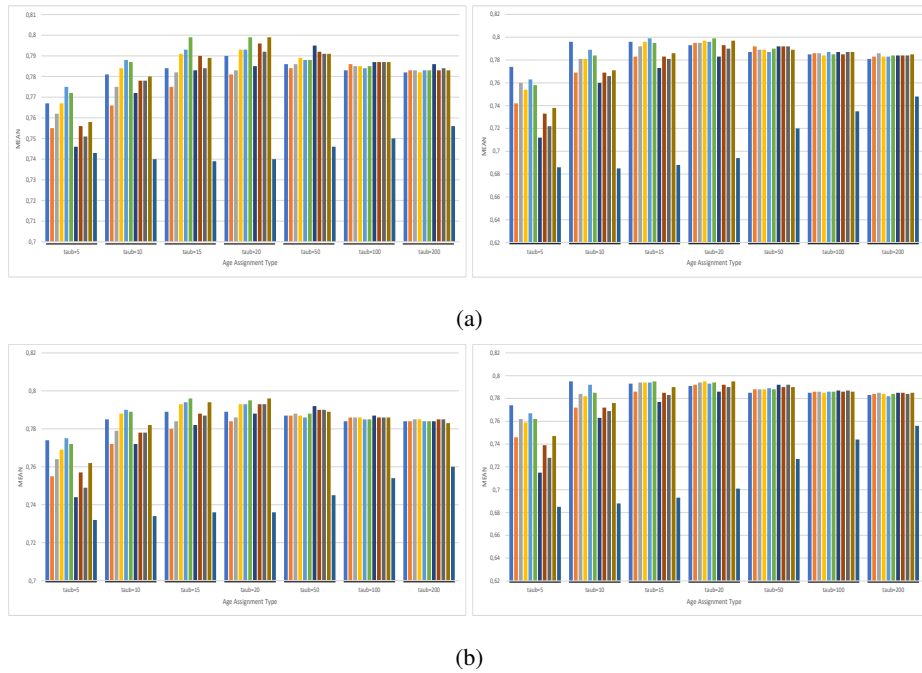 0,81
0,8
0,79
0,78
0,77
0,76
0,75
0,74
0,73
0,72
0,71
0,7
MEAN
taub=5 taub=10 taub=15 taub=20 taub=50 taub=100 taub=200
Age Assignment Type
0,82
0,8
0,78
0,76
0,74
0,72
0,7
0,68
0,66
0,64
0,62
MEAN
taub=5 taub=10 taub=15 taub=20 taub=50 taub=100 taub=200
Age Assignment Type
(a)
0,82
0,8
0,78
0,76
0,74
0,72
0,7
MEAN
taub=5 taub=10 taub=15 taub=20 taub=50 taub=100 taub=200
Age Assignment Type
0,82
0,8
0,78
0,76
0,74
0,72
0,7
0,68
0,66
0,64
0,62
MEAN
taub=5 taub=10 taub=15 taub=20 taub=50 taub=100 taub=200
Age Assignment Type
(b)